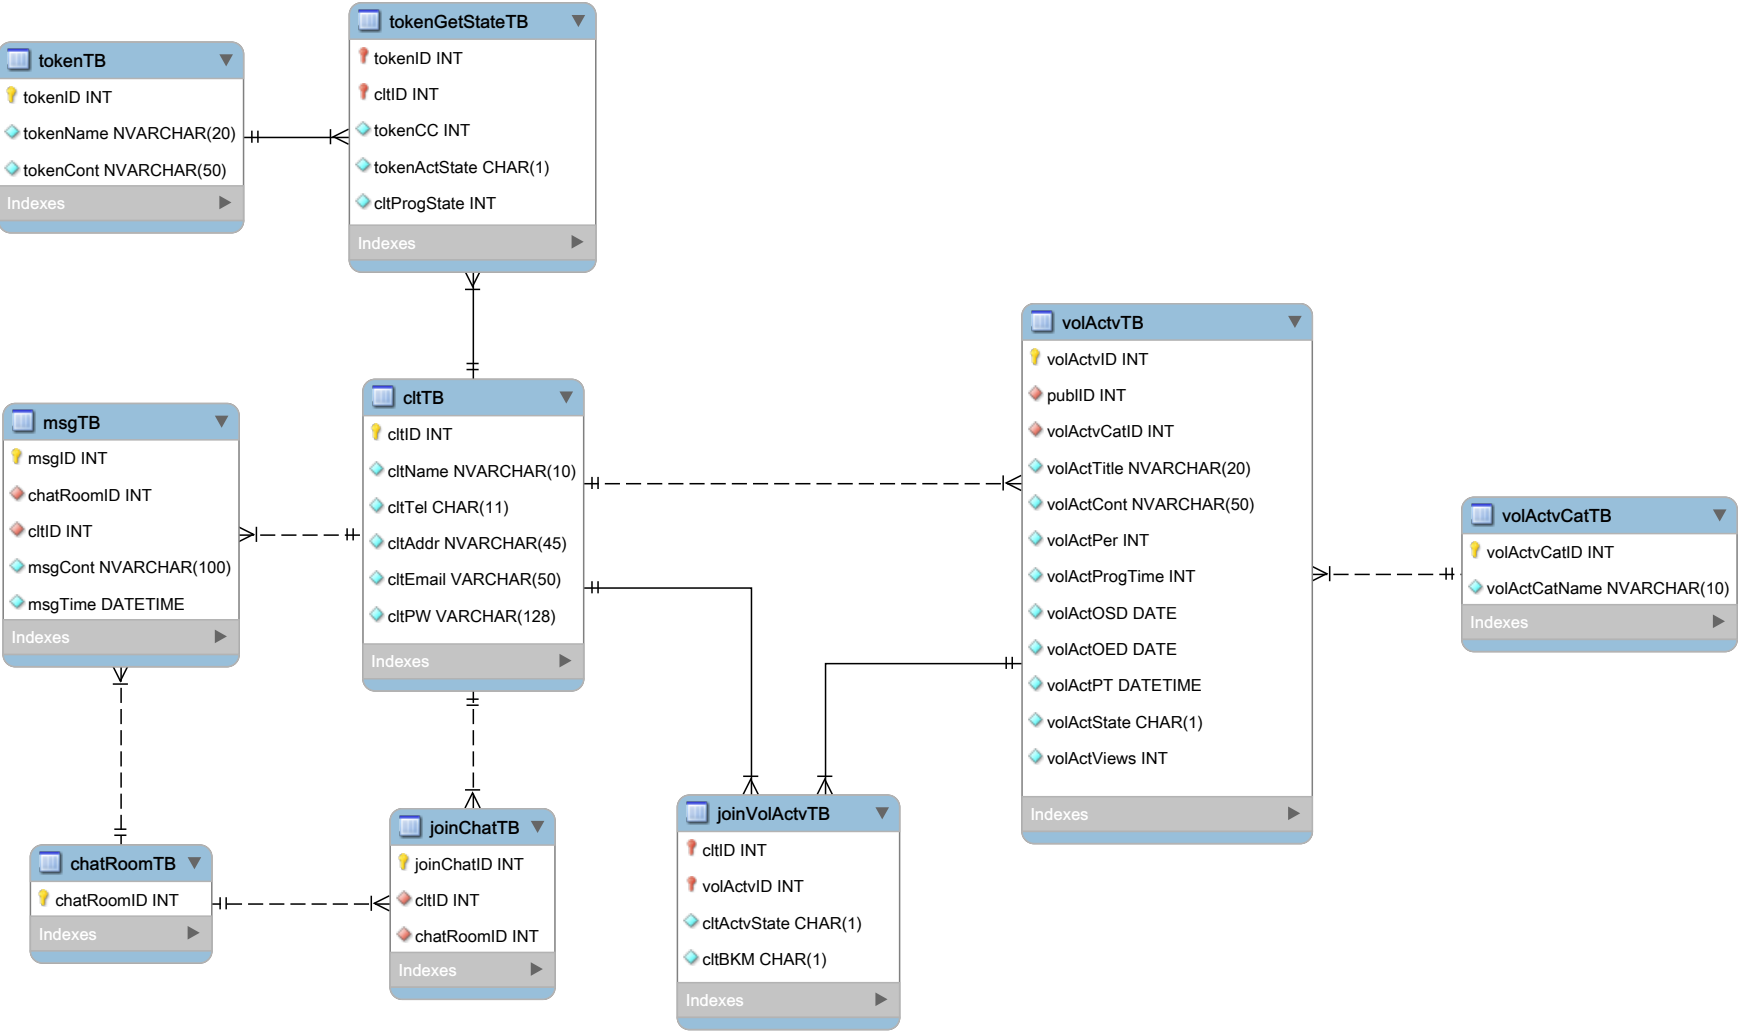 tokenGetStateTB
tokenID INT
cltID INT
tokenCC INT
tokenActState CHAR(1)
cltProgState INT
Indexes
tokenTB
tokenID INT
tokenName NVARCHAR(20)
tokenCont NVARCHAR(50)
Indexes
msgTB
msgID INT
chatRoomID INT
cltID INT
msgCont NVARCHAR(100)
msgTime DATETIME
Indexes
cltTB
cltID INT
cltName NVARCHAR(10)
cltTel CHAR(11)
cltAddr NVARCHAR(45)
cltEmail VARCHAR(50)
cltPW VARCHAR(128)
Indexes
volActvTB
volActvID INT
publID INT
volActvCatID INT
volActTitle NVARCHAR(20)
volActCont NVARCHAR(50)
volActPer INT
volActProgTime INT
volActOSD DATE
volActOED DATE
volActPT DATETIME
volActState CHAR(1)
volActViews INT
Indexes
volActvCatTB
volActvCatID INT
volActCatName NVARCHAR(10)
Indexes
chatRoomTB
chatRoomID INT
Indexes
joinChatTB
joinChatID INT
cltID INT
chatRoomID INT
Indexes
joinVolActvTB
cltID INT
volActvID INT
cltActvState CHAR(1)
cltBKM CHAR(1)
Indexes